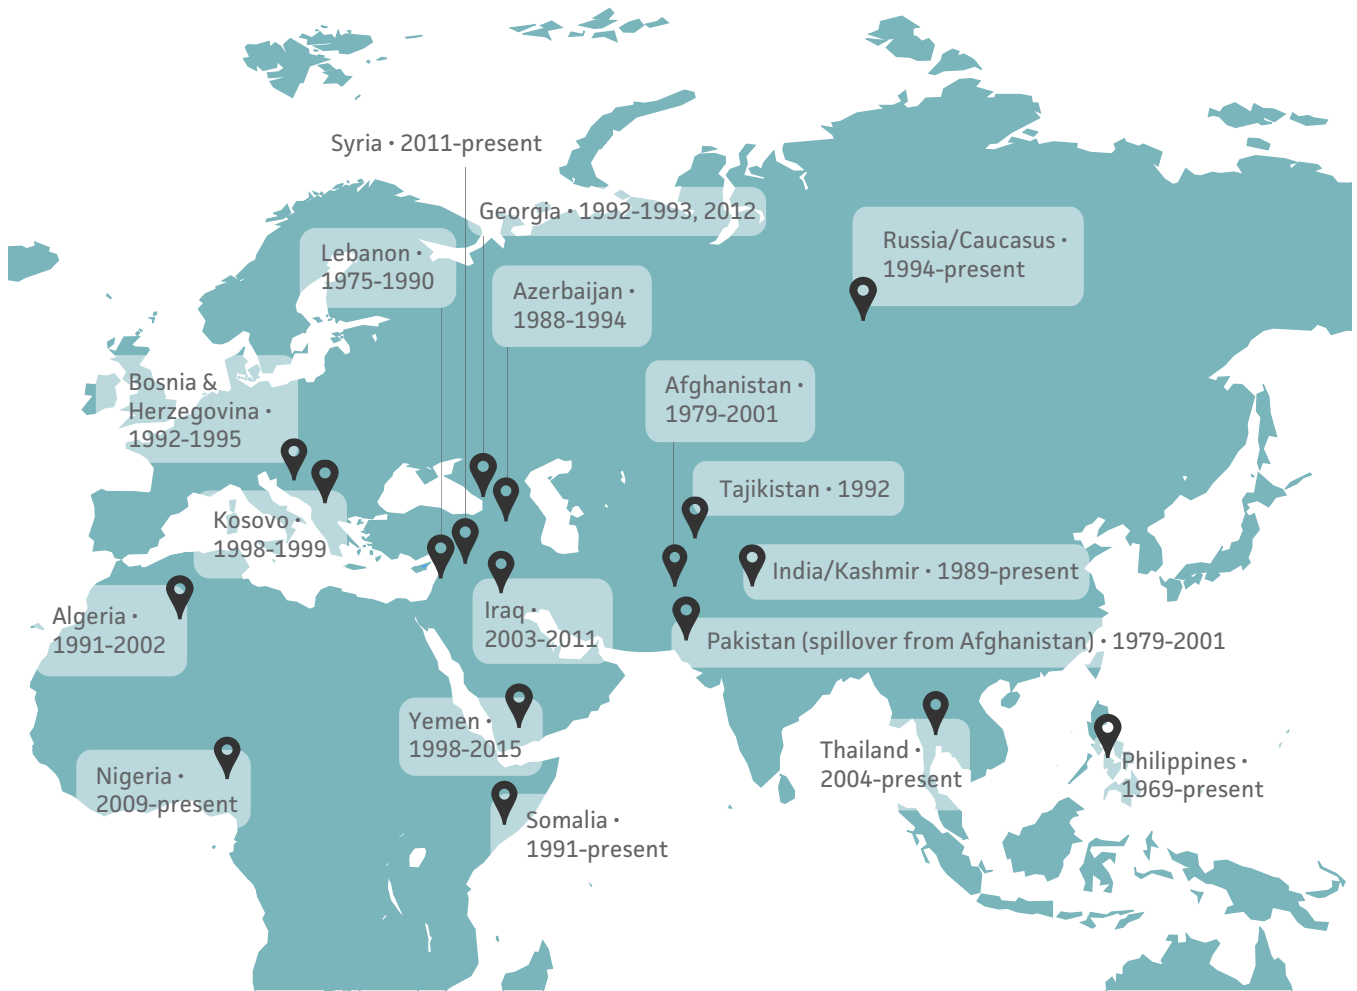 Syria • 2011-present
Georgia • 1992-1993, 2012
Lebanon •
1975-1990
Russia/Caucasus •
1994-present
Azerbaijan •
1988-1994
Bosnia &
Herzegovina •
1992-1995
Afghanistan •
1979-2001
Tajikistan • 1992
Kosovo •
1998-1999
India/Kashmir • 1989-present
Algeria •
1991-2002
Iraq •
2003-2011
Pakistan (spillover from Afghanistan) • 1979-2001
Yemen •
1998-2015
Thailand •
2004-present
Philippines •
1969-present
Nigeria •
2009-present
Somalia •
1991-present